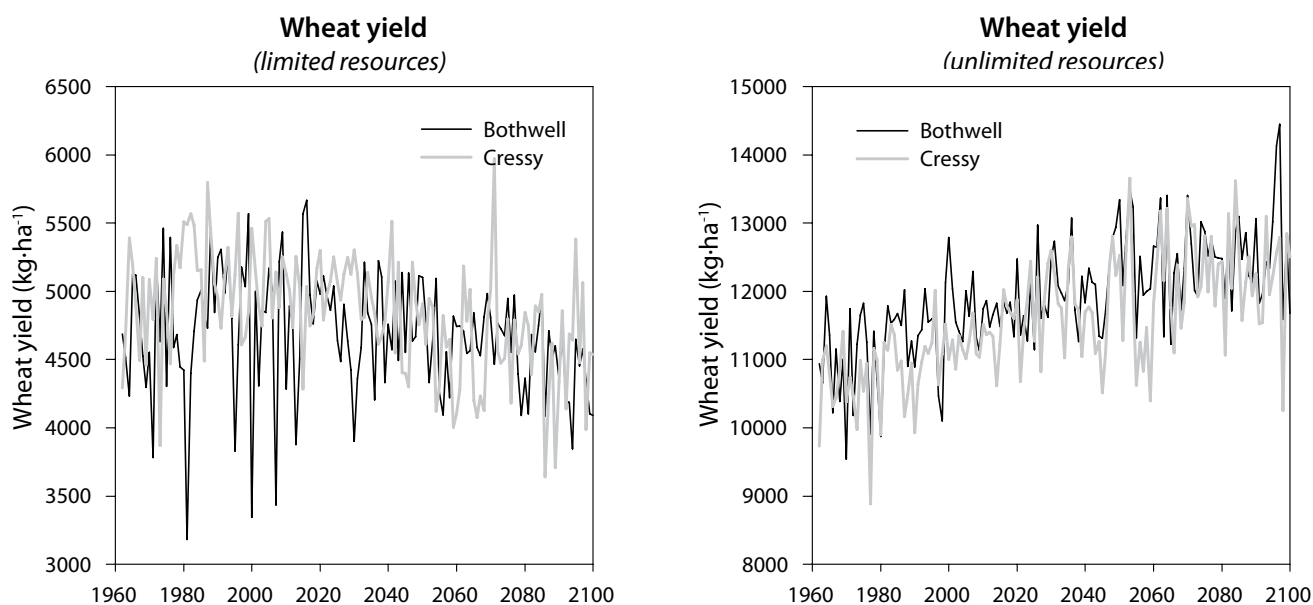 Wheat yield
(limited resources)
Wheat yield (kg·ha⁻¹)
6500
6000
5500
5000
4500
4000
3500
3000
Bothwell
Cressy
1960 1980 2000 2020 2040 2060 2080 2100
Wheat yield
(unlimited resources)
Wheat yield (kg·ha⁻¹)
15000
14000
13000
12000
11000
10000
9000
8000
Bothwell
Cressy
1960 1980 2000 2020 2040 2060 2080 2100